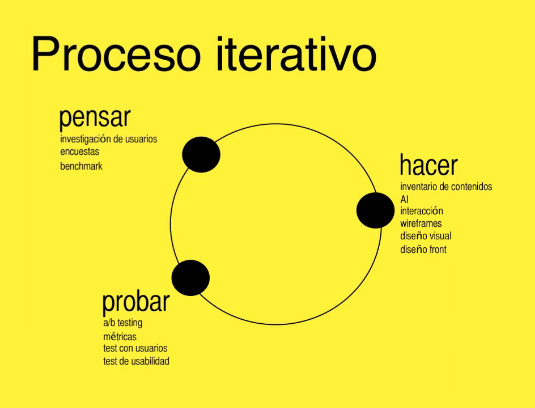 Proceso iterativo
pensar
investigación de usuarios
encuestas
benchmark
hacer
inventario de contenidos
AI
interacción
wireframes
diseño visual
diseño front
probar
a/b testing
métricas
test con usuarios
test de usabilidad